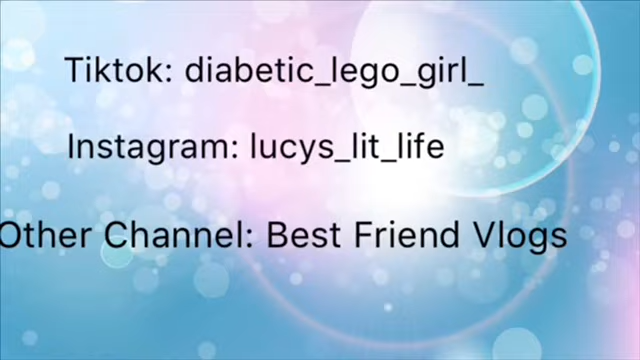 Tiktok: diabetic_lego_girl_
Instagram: lucys_lit_life
Other Channel: Best Friend Vlogs